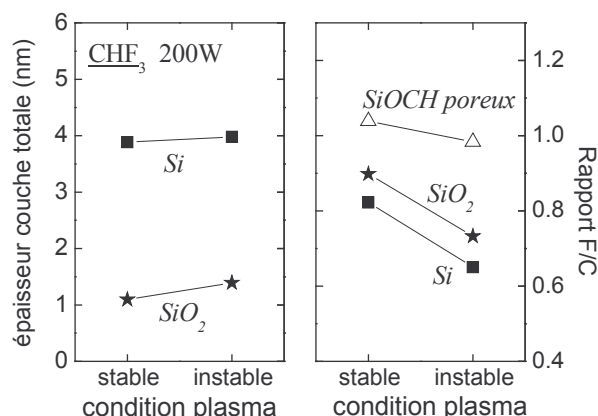 épaisseur couche totale (nm)
6
5
4
3
2
1
0
CHF3 200W
Si
SiO2
stable instable
condition plasma
SiOCH poreux
SiO2
Si
stable instable
condition plasma
1.2
1.0
0.8
0.6
0.4
Rapport F/C